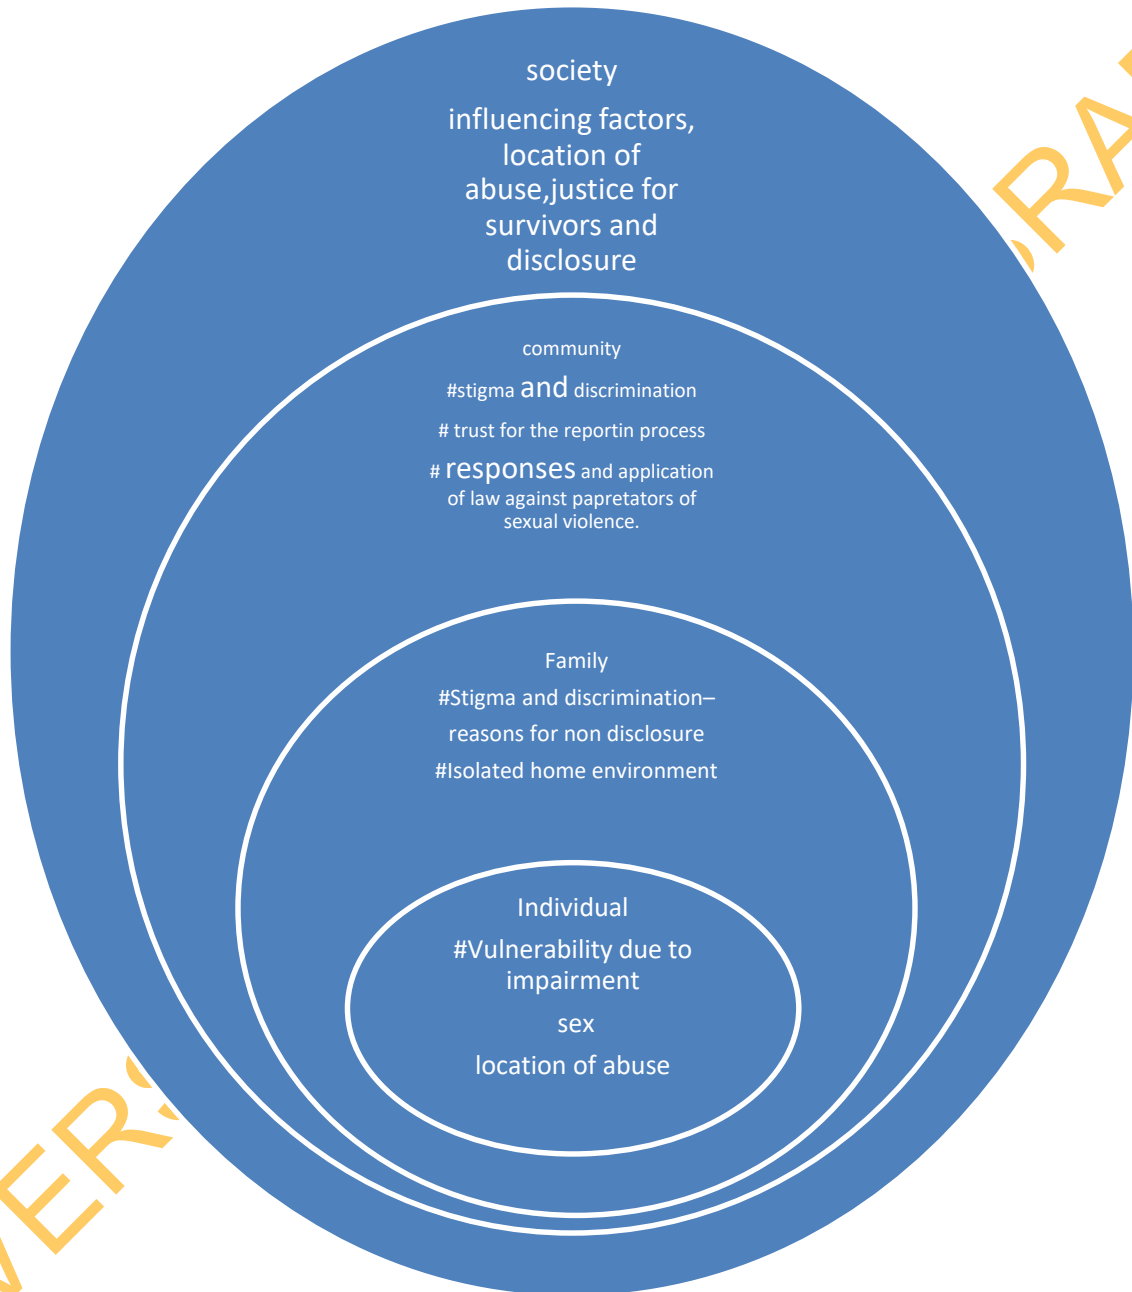 society
influencing factors,
location of
abuse,justice for
survivors and
disclosure
community
#stigma and discrimination
# trust for the reportin process
# responses and application
of law against papretators of
sexual violence.
Family
#Stigma and discrimination–
reasons for non disclosure
#Isolated home environment
Individual
#Vulnerability due to
impairment
sex
location of abuse